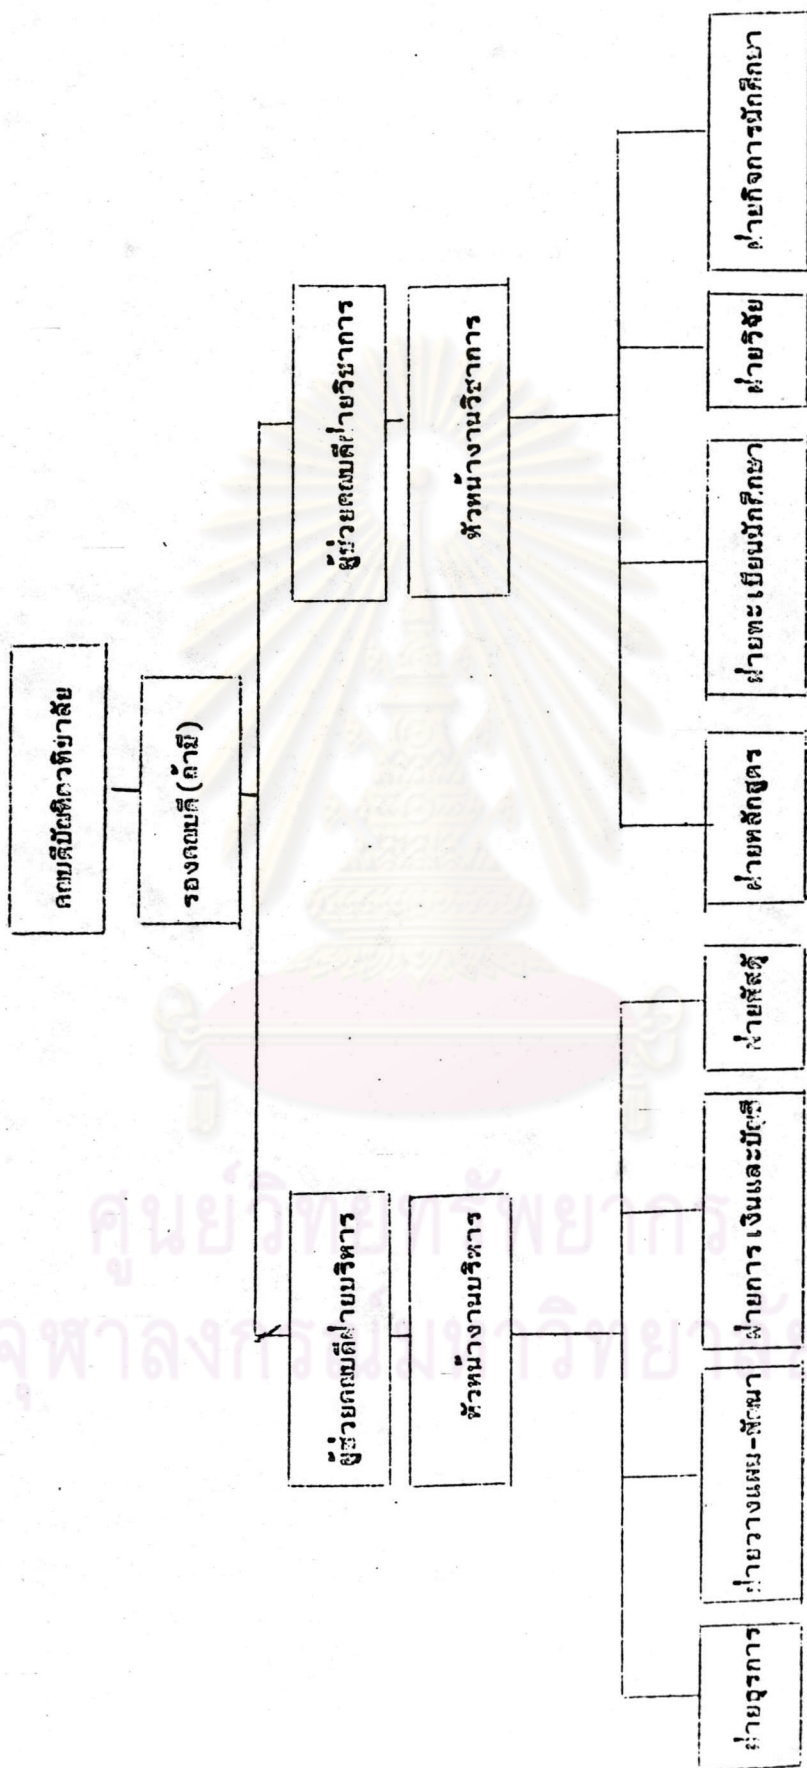 คณบดีบัณฑิตวิทยาลัย
รองคณบดี(ถ้ามี)
ผู้ช่วยคณบดีฝ่ายบริหาร
ผู้ช่วยคณบดีฝ่ายวิชาการ
หัวหน้างานบริหาร
หัวหน้างานวิชาการ
ฝ่ายธุรการ
ฝ่ายวางแผน-พัฒนา
ฝ่ายการเงินและบัญชี
ฝ่ายพัสดุ
ฝ่ายหลักสูตร
ฝ่ายทะเบียนนักศึกษา
ฝ่ายวิจัย
ฝ่ายกิจการนักศึกษา
ศูนย์วิทยทรัพยากร
จุฬาลงกรณ์มหาวิทยาลัย